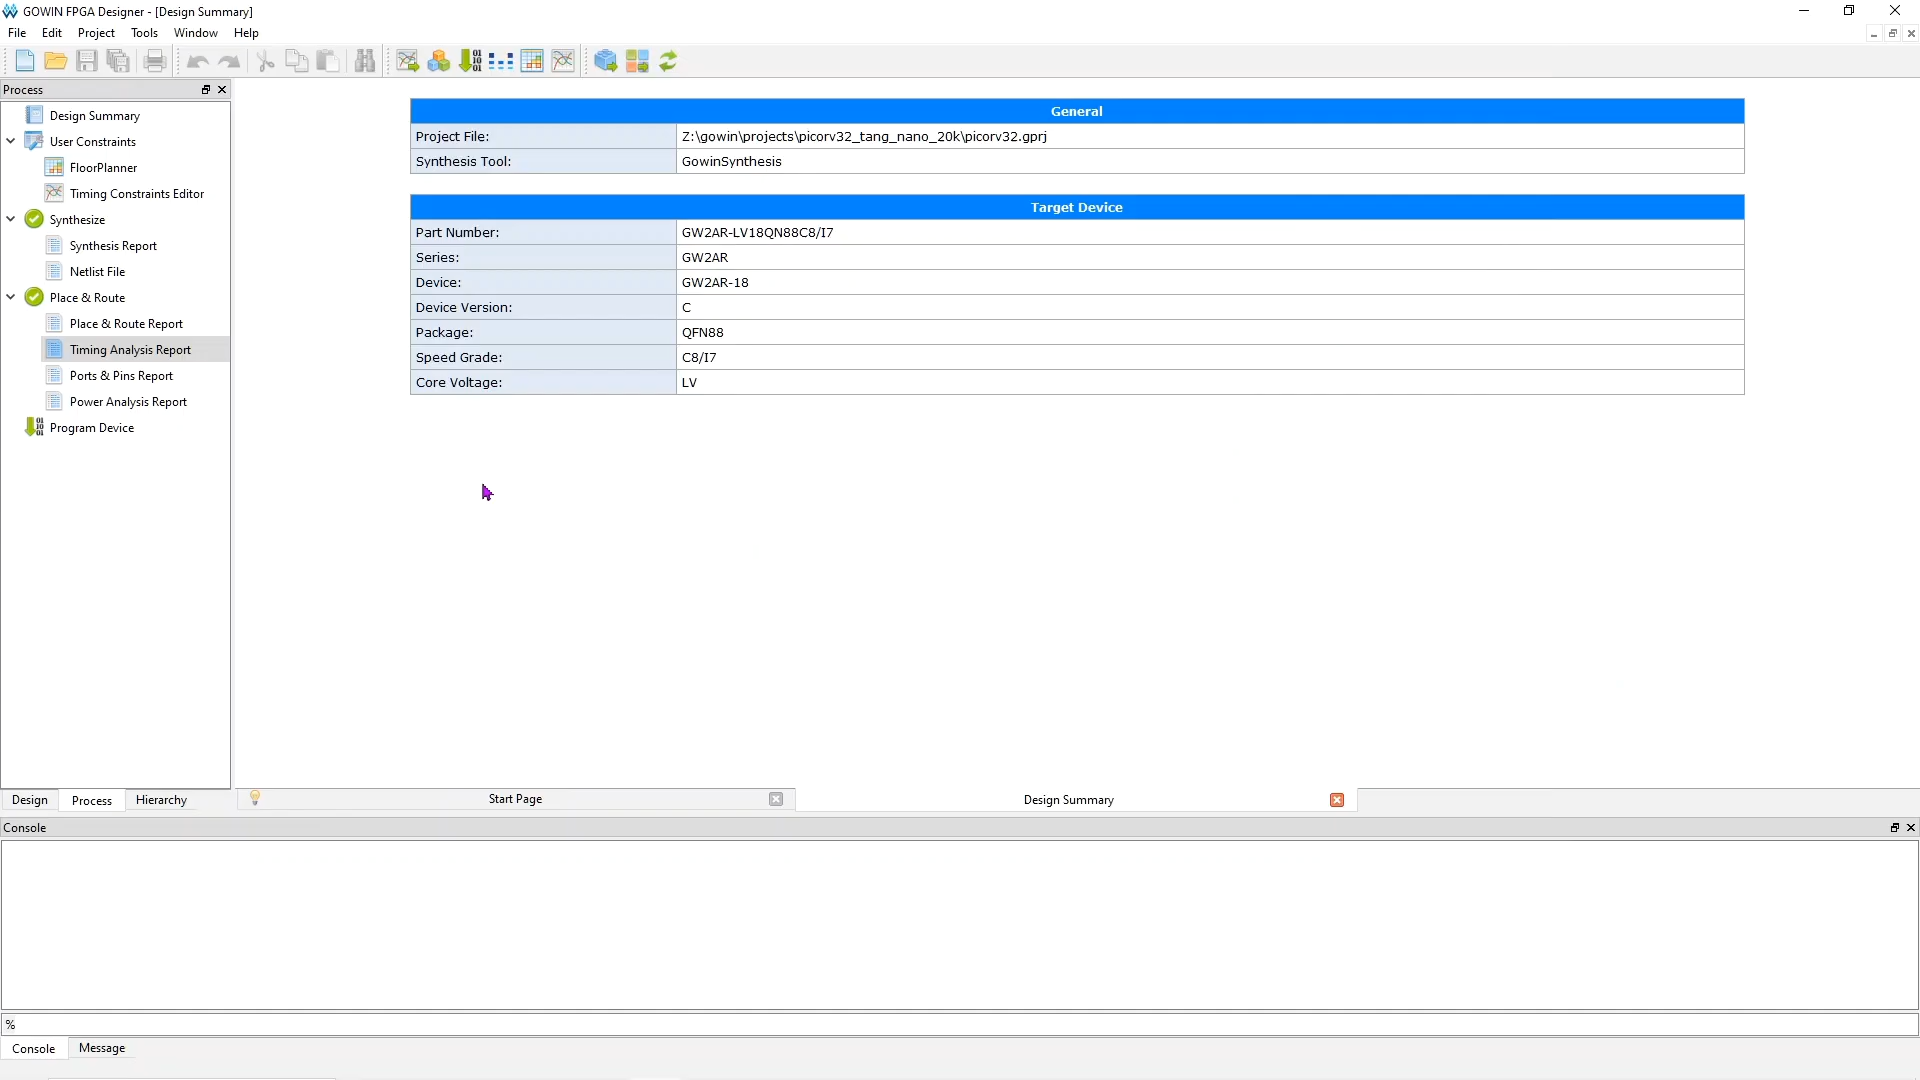 GOWIN FPGA Designer - [Design Summary]
File Edit Project Tools Window Help
Process
Design Summary
User Constraints
FloorPlanner
Timing Constraints Editor
Synthesize
Synthesis Report
Netlist File
Place & Route
Place & Route Report
Timing Analysis Report
Ports & Pins Report
Power Analysis Report
Program Device
Design Process Hierarchy
General
Project File: Z:\gowin\projects\picorv32_tang_nano_20k\picorv32.gprj
Synthesis Tool: GowinSynthesis
Target Device
Part Number: GW2AR-LV18QN88C8/I7
Series: GW2AR
Device: GW2AR-18
Device Version: C
Package: QFN88
Speed Grade: C8/I7
Core Voltage: LV
Start Page Design Summary
Console
%
Console Message